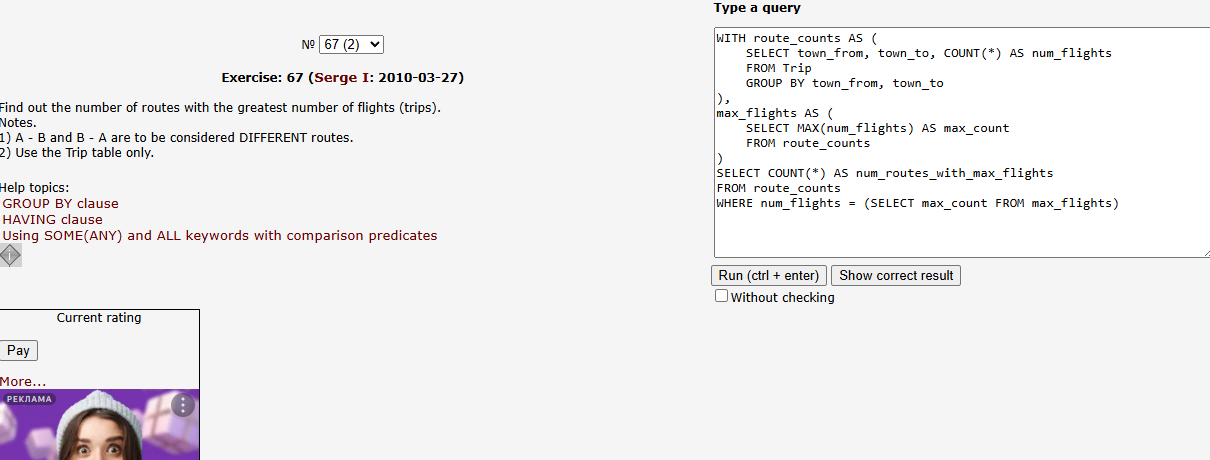 № 67 (2)
Exercise: 67 (Serge I: 2010-03-27)
Find out the number of routes with the greatest number of flights (trips).
Notes.
1) A - B and B - A are to be considered DIFFERENT routes.
2) Use the Trip table only.
Help topics:
GROUP BY clause
HAVING clause
Using SOME(ANY) and ALL keywords with comparison predicates
Current rating
Pay
More...
РЕКЛАМА
Type a query
WITH route_counts AS (
SELECT town_from, town_to, COUNT(*) AS num_flights
FROM Trip
GROUP BY town_from, town_to
),
max_flights AS (
SELECT MAX(num_flights) AS max_count
FROM route_counts
)
SELECT COUNT(*) AS num_routes_with_max_flights
FROM route_counts
WHERE num_flights = (SELECT max_count FROM max_flights)
Run (ctrl + enter) Show correct result
Without checking